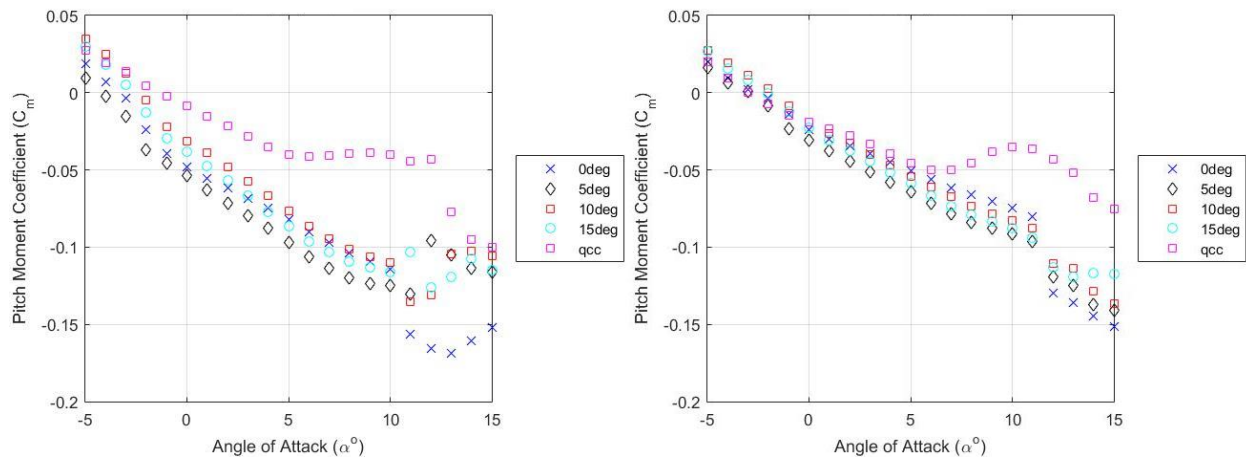 0.05
0
-0.05
-0.1
-0.15
-0.2
Pitch Moment Coefficient (Cₘ)
-5
0
5
10
15
Angle of Attack (α°)
0deg
5deg
10deg
15deg
qcc
0.05
0
-0.05
-0.1
-0.15
-0.2
Pitch Moment Coefficient (Cₘ)
-5
0
5
10
15
Angle of Attack (α°)
0deg
5deg
10deg
15deg
qcc